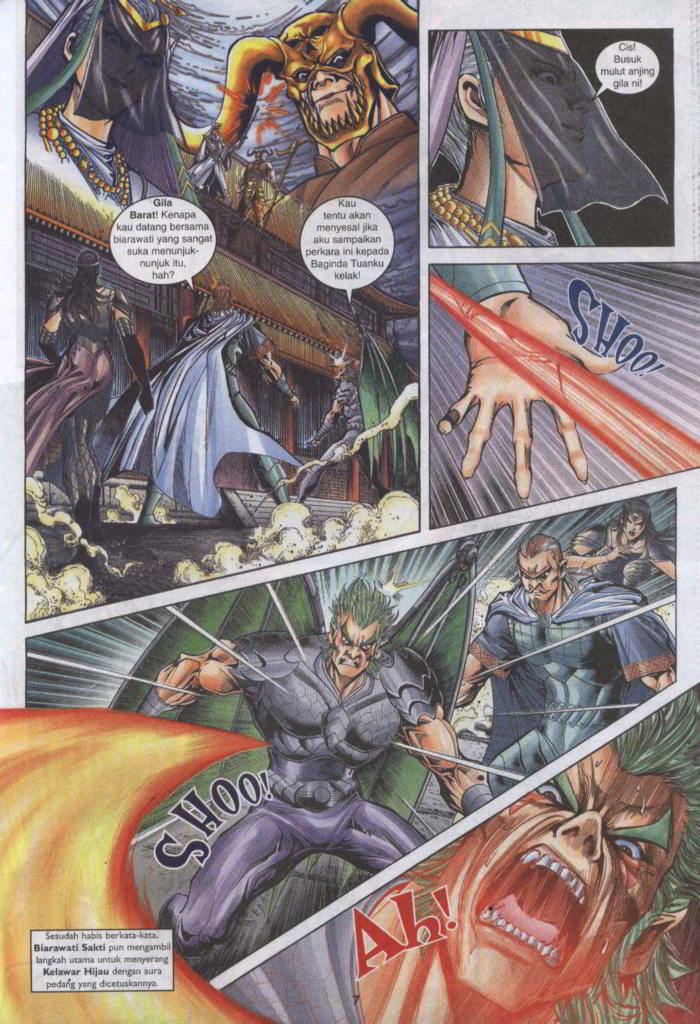 Gila
Barat! Kenapa
kau datang bersama
biarawati yang sangat
suka menunjuk-
nunjuk itu,
hah?
Kau
tentu akan
menyesal jika
aku sampaikan
perkara ini kepada
Baginda Tuanku
kelak!
Cis!
Busuk
mulut anjing
gila ni!
SHOO!
SHOO!
Ah!
Sesudah habis berkata-kata,
Biarawati Sakti pun mengambil
langkah utama untuk menyerang
Kelawar Hijau dengan aura
pedang yang dicetuskannya.
7